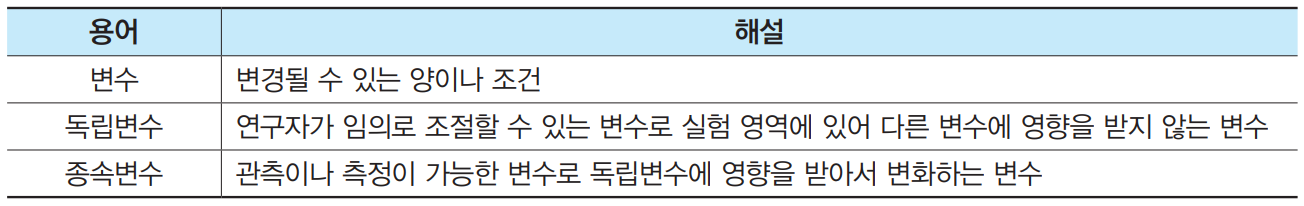 용어 해설
변수 변경될 수 있는 양이나 조건
독립변수 연구자가 임의로 조절할 수 있는 변수로 실험 영역에 있어 다른 변수에 영향을 받지 않는 변수
종속변수 관측이나 측정이 가능한 변수로 독립변수에 영향을 받아서 변화하는 변수